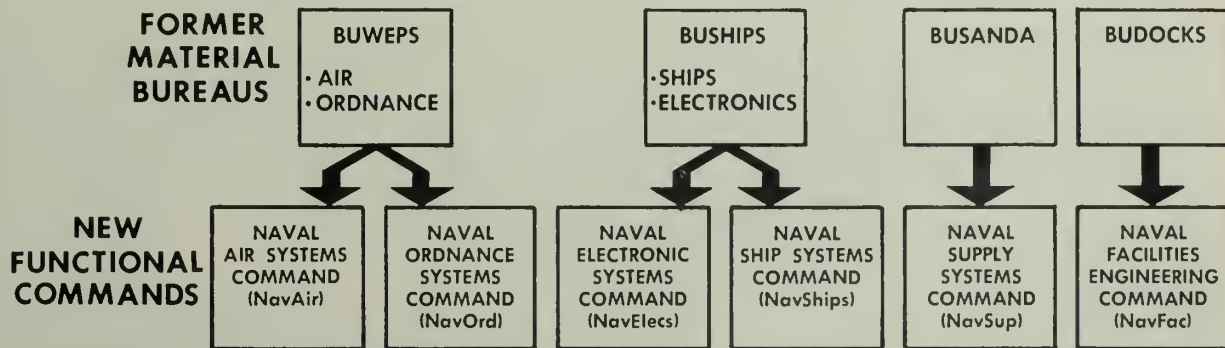 FORMER
MATERIAL
BUREAUS
BUWEPS
• AIR
• ORDNANCE
BUSHIPS
• SHIPS
• ELECTRONICS
BUSANDA
BUDOCKS
NEW
FUNCTIONAL
COMMANDS
NAVAL
AIR SYSTEMS
COMMAND
(NavAir)
NAVAL
ORDNANCE
SYSTEMS
COMMAND
(NavOrd)
NAVAL
ELECTRONIC
SYSTEMS
COMMAND
(NavElecs)
NAVAL
SHIP SYSTEMS
COMMAND
(NavShips)
NAVAL
SUPPLY
SYSTEMS
COMMAND
(NavSup)
NAVAL
FACILITIES
ENGINEERING
COMMAND
(NavFac)